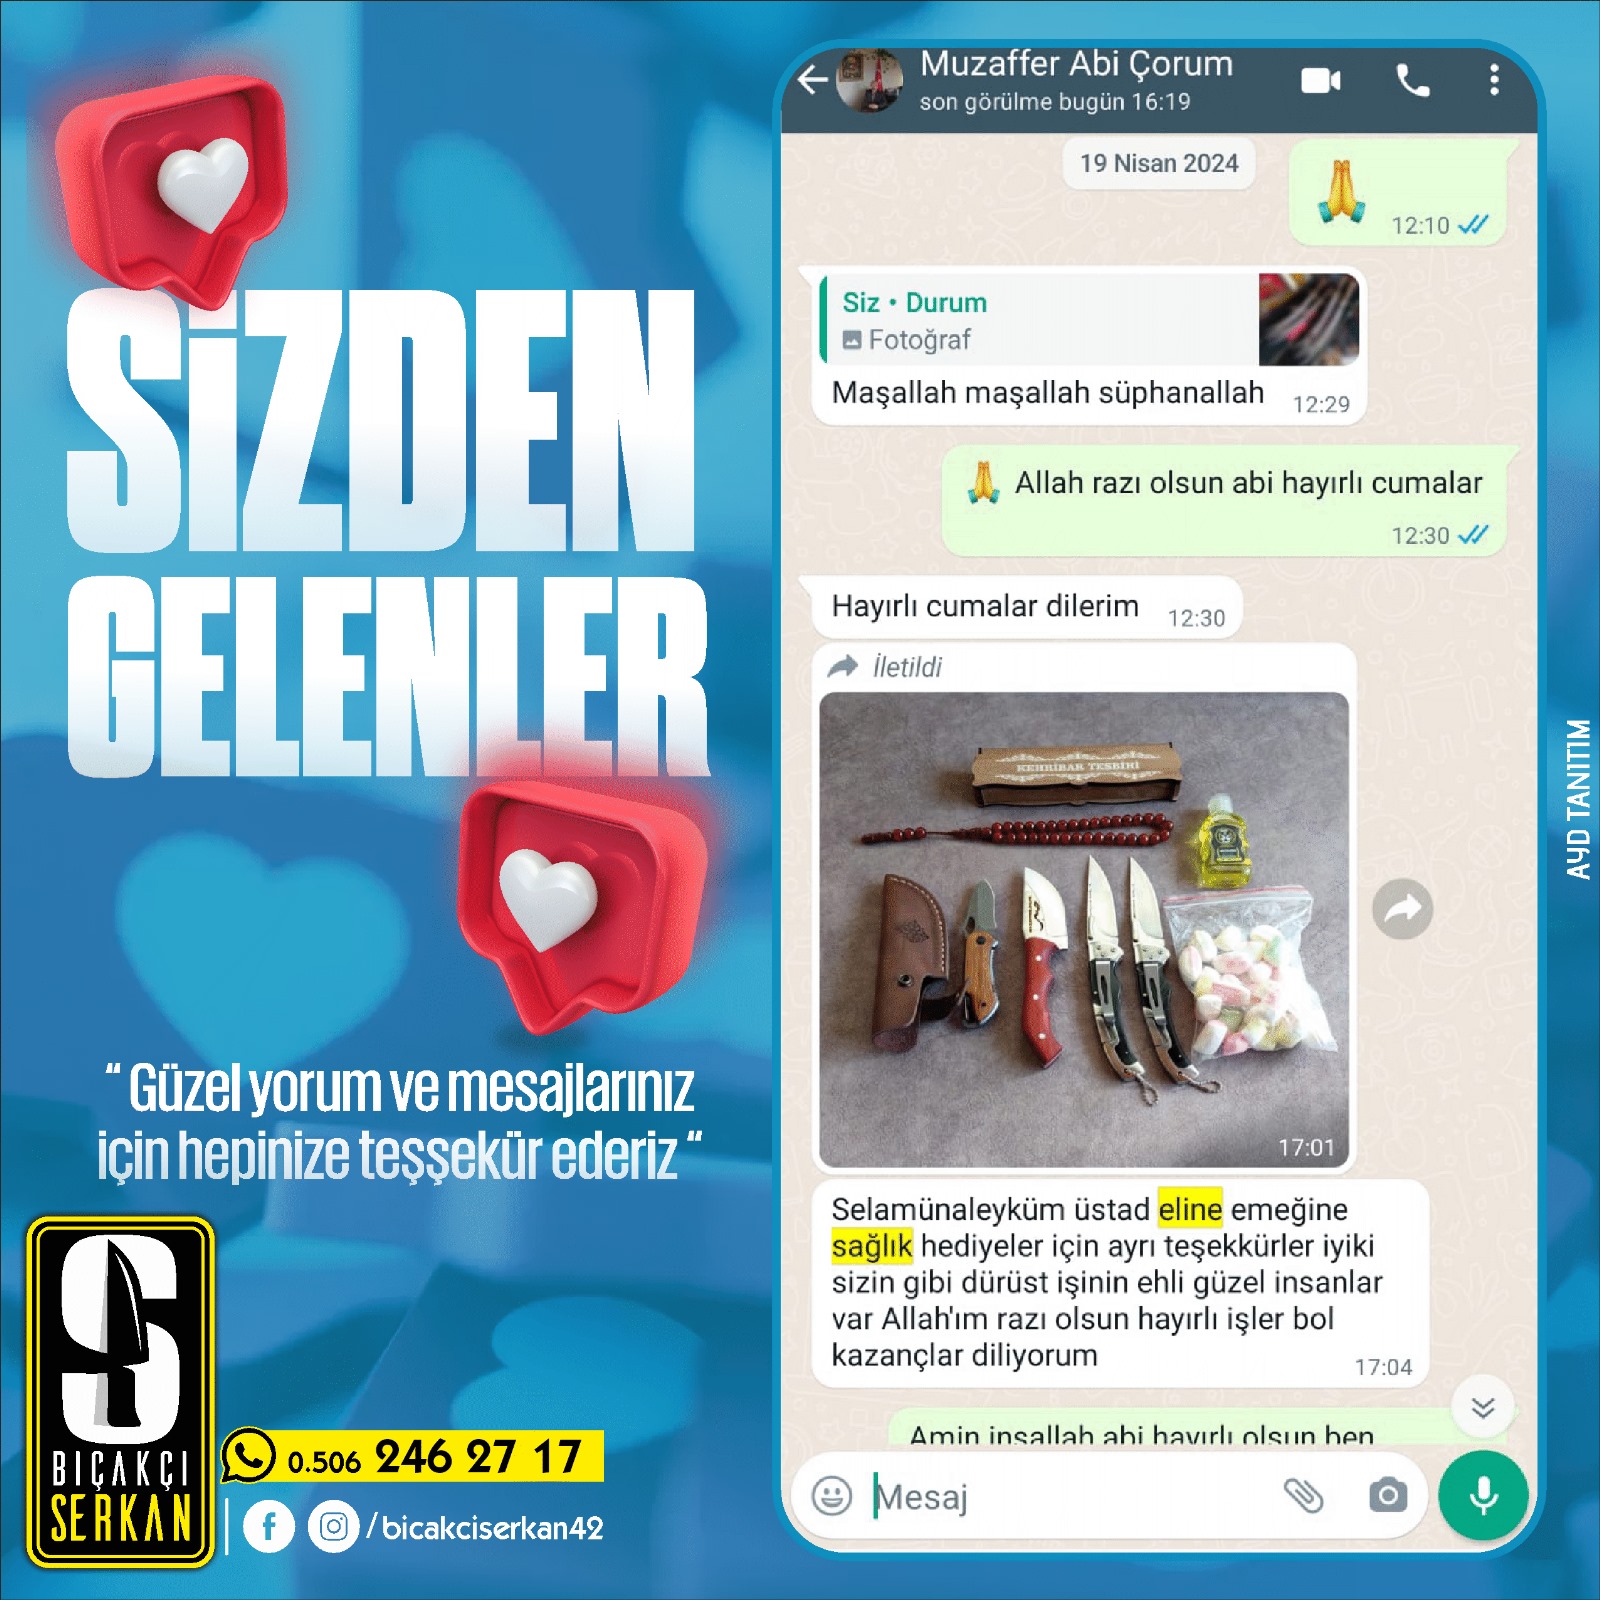 SiZDEN
GELENLER
“ Güzel yorum ve mesajlarınız
için hepinize teşşekür ederiz “
S
BIÇAKÇI
SERKAN
0.506 246 27 17
f
/bicakciserkan42
Muzaffer Abi Çorum
son görülme bugün 16:19
19 Nisan 2024
12:10
Siz • Durum
Fotoğraf
Maşallah maşallah süphanallah
12:29
Allah razı olsun abi hayırlı cumalar
12:30
Hayırlı cumalar dilerim
12:30
İletildi
KEHRİBAR TESBİHİ
17:01
Selamünaleyküm üstad eline emeğine
sağlık hediyeler için ayrı teşekkürler iyiki
sizin gibi dürüst işinin ehli güzel insanlar
var Allah'ım razı olsun hayırlı işler bol
kazançlar diliyorum
17:04
Amin inşallah abi hayırlı olsun ben
Mesaj
AYD TANITIM